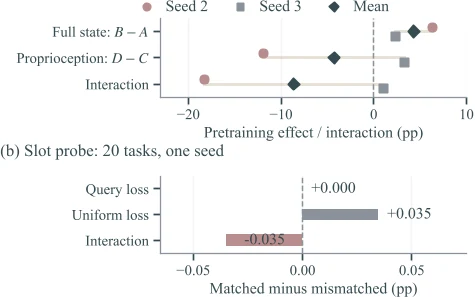 Seed 2 Seed 3 Mean
Full state: B − A
Proprioception: D − C
Interaction
−20 −10 0 10
Pretraining effect / interaction (pp)
(b) Slot probe: 20 tasks, one seed
Query loss +0.000
Uniform loss +0.035
Interaction -0.035
−0.05 0.00 0.05
Matched minus mismatched (pp)